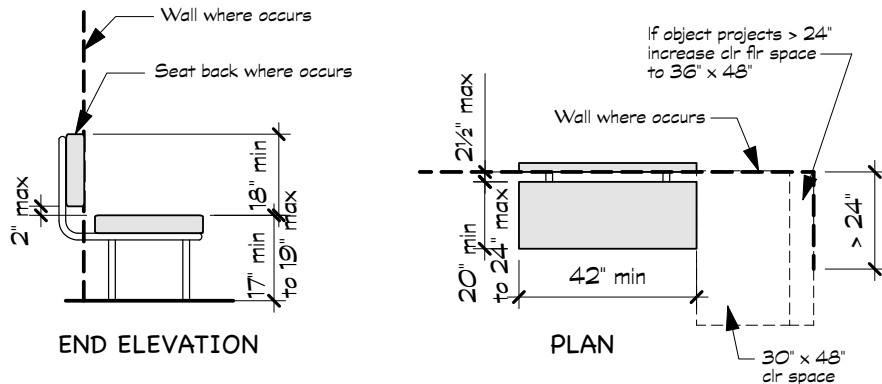 Wall where occurs
Seat back where occurs
2" max
18" min
17" min
to 19" max
END ELEVATION
If object projects > 24"
increase clr flr space
to 36" x 48"
Wall where occurs
2½" max
20" min
to 24" max
42" min
> 24"
PLAN
30" x 48"
clr space